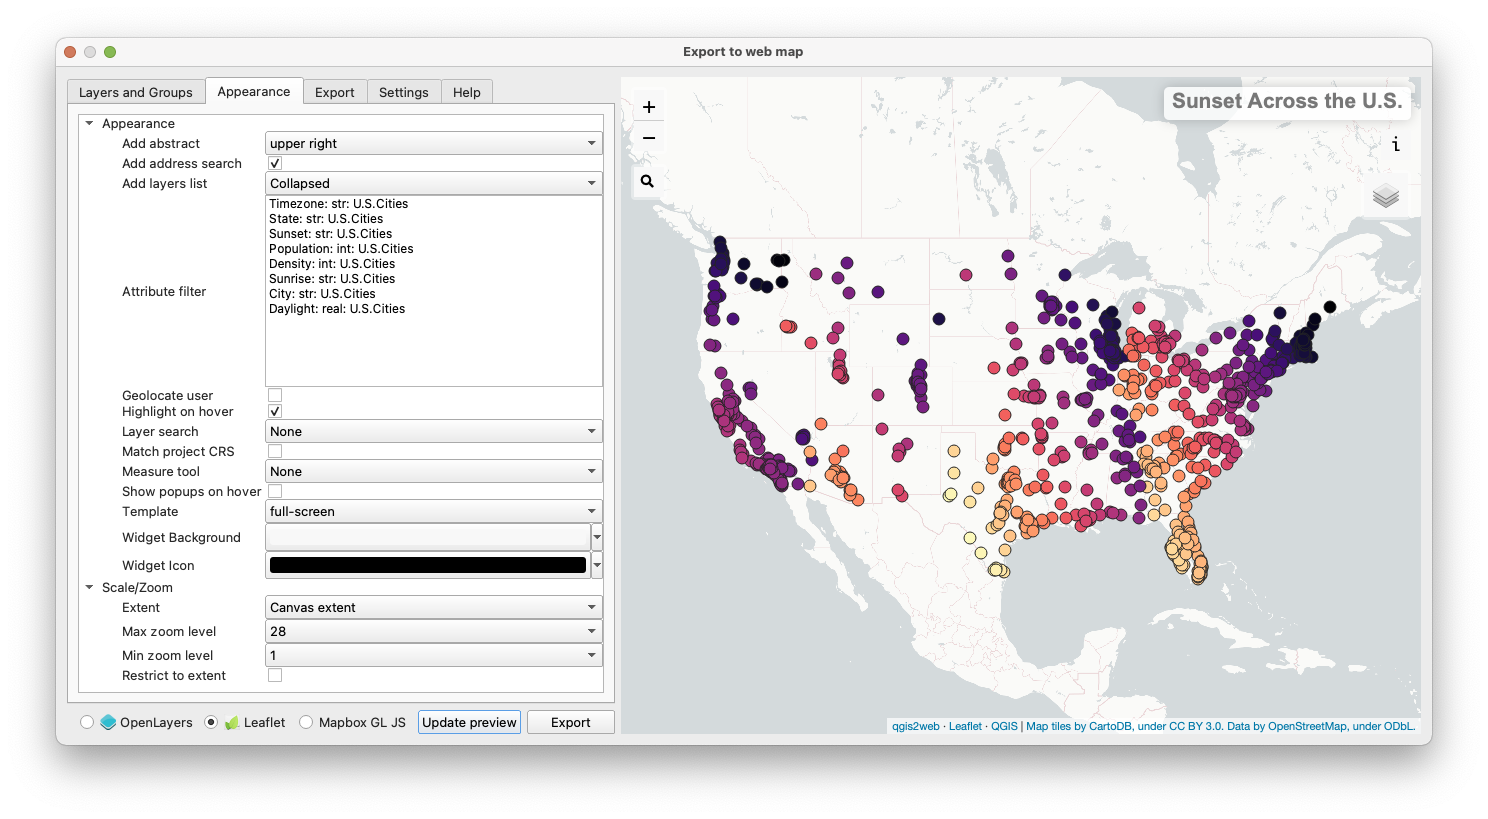 Export to web map
Layers and Groups
Appearance
Export
Settings
Help
Appearance
Add abstract
upper right
Add address search
Add layers list
Collapsed
Attribute filter
Timezone: str: U.S.Cities
State: str: U.S.Cities
Sunset: str: U.S.Cities
Population: int: U.S.Cities
Density: int: U.S.Cities
Sunrise: str: U.S.Cities
City: str: U.S.Cities
Daylight: real: U.S.Cities
Geolocate user
Highlight on hover
Layer search
None
Match project CRS
Measure tool
None
Show popups on hover
Template
full-screen
Widget Background
Widget Icon
Scale/Zoom
Extent
Canvas extent
Max zoom level
28
Min zoom level
1
Restrict to extent
OpenLayers
Leaflet
Mapbox GL JS
Update preview
Export
+
−
Sunset Across the U.S.
i
qgis2web · Leaflet · QGIS | Map tiles by CartoDB, under CC BY 3.0. Data by OpenStreetMap, under ODbL.